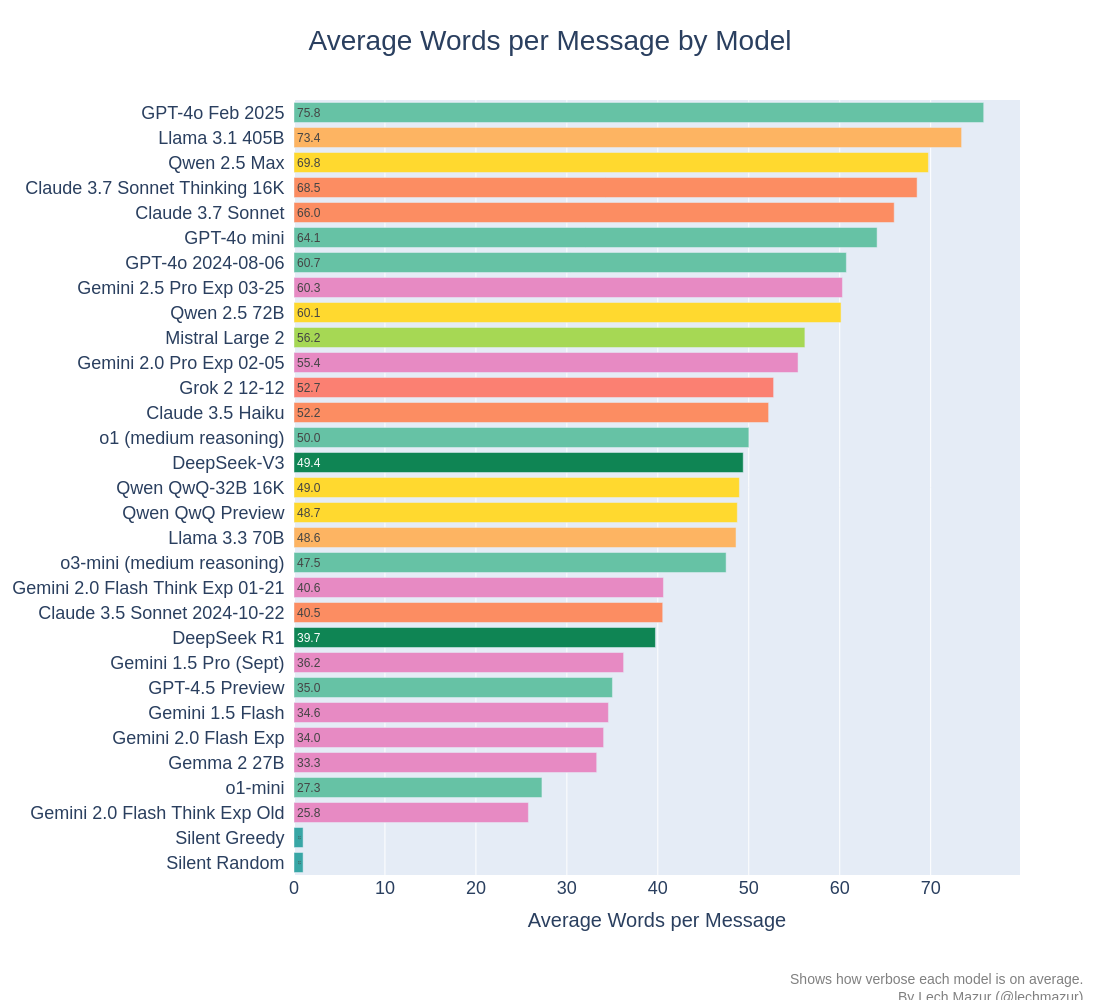 Average Words per Message by Model
GPT-4o Feb 2025 75.8
Llama 3.1 405B 73.4
Qwen 2.5 Max 69.8
Claude 3.7 Sonnet Thinking 16K 68.5
Claude 3.7 Sonnet 66.0
GPT-4o mini 64.1
GPT-4o 2024-08-06 60.7
Gemini 2.5 Pro Exp 03-25 60.3
Qwen 2.5 72B 60.1
Mistral Large 2 56.2
Gemini 2.0 Pro Exp 02-05 55.4
Grok 2 12-12 52.7
Claude 3.5 Haiku 52.2
o1 (medium reasoning) 50.0
DeepSeek-V3 49.4
Qwen QwQ-32B 16K 49.0
Qwen QwQ Preview 48.7
Llama 3.3 70B 48.6
o3-mini (medium reasoning) 47.5
Gemini 2.0 Flash Think Exp 01-21 40.6
Claude 3.5 Sonnet 2024-10-22 40.5
DeepSeek R1 39.7
Gemini 1.5 Pro (Sept) 36.2
GPT-4.5 Preview 35.0
Gemini 1.5 Flash 34.6
Gemini 2.0 Flash Exp 34.0
Gemma 2 27B 33.3
o1-mini 27.3
Gemini 2.0 Flash Think Exp Old 25.8
Silent Greedy
Silent Random
0 10 20 30 40 50 60 70
Average Words per Message
Shows how verbose each model is on average.
By Lech Mazur (@lechmazur)